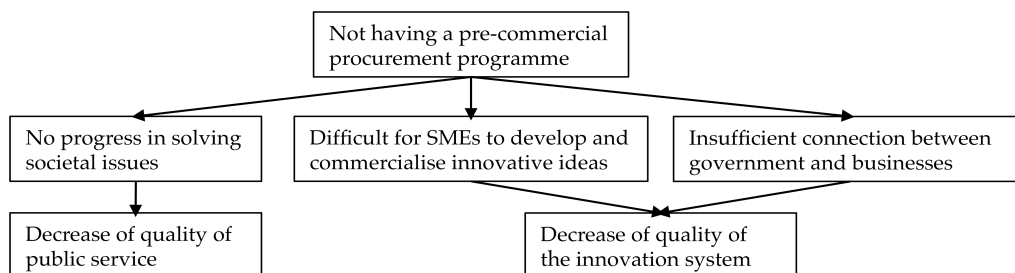 Not having a pre-commercial
procurement programme
No progress in solving
societal issues
Difficult for SMEs to develop and
commercialise innovative ideas
Insufficient connection between
government and businesses
Decrease of quality of
public service
Decrease of quality of
the innovation system